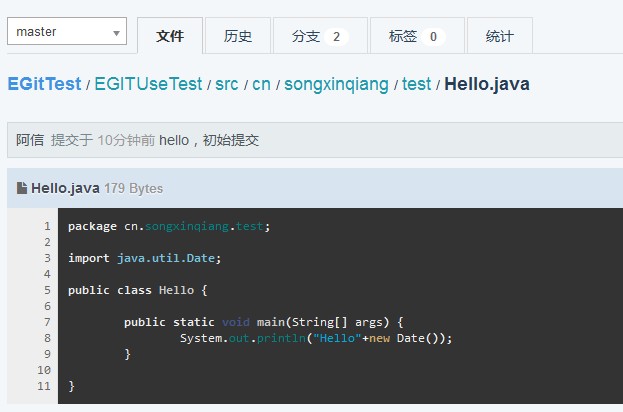 master 文件 历史 分支 2 标签 0 统计
EGitTest / EGITUseTest / src / cn / songxinqiang / test / Hello.java
阿信 提交于 10分钟前 hello，初始提交
Hello.java 179 Bytes
1 package cn.songxinqiang.test;
2
3 import java.util.Date;
4
5 public class Hello {
6
7 public static void main(String[] args) {
8 System.out.println("Hello"+new Date());
9 }
10
11 }